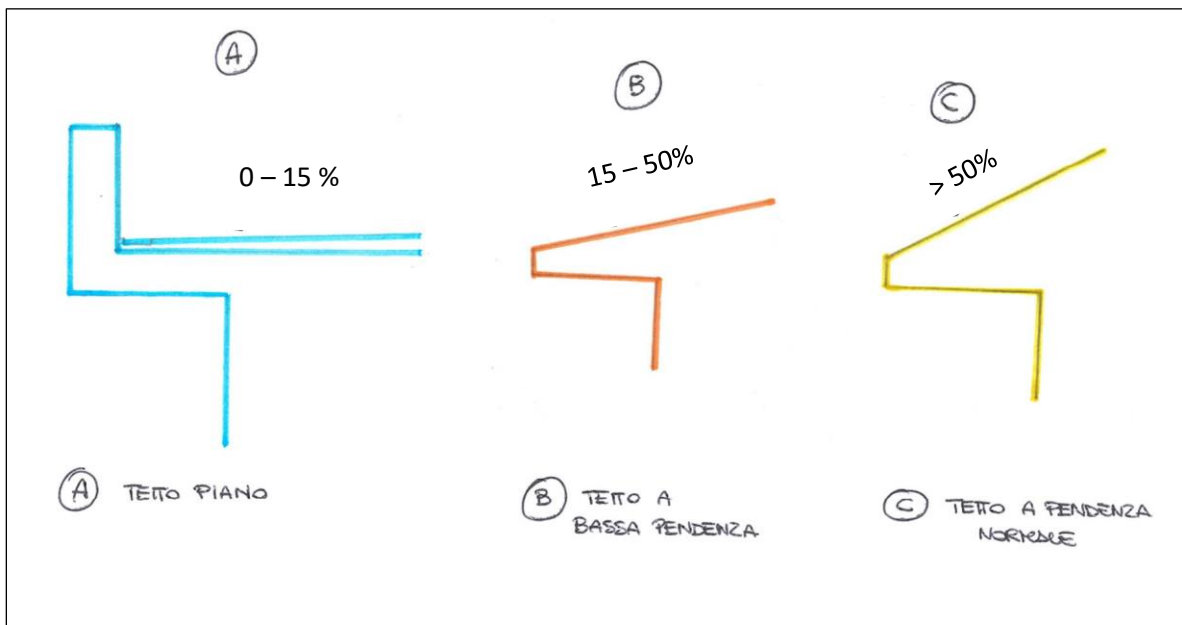 A
0 – 15 %
B
15 – 50%
C
> 50%
A TETTO PIANO
B TETTO A
BASSA PENDENZA
C TETTO A PENDENZA
NORMALE